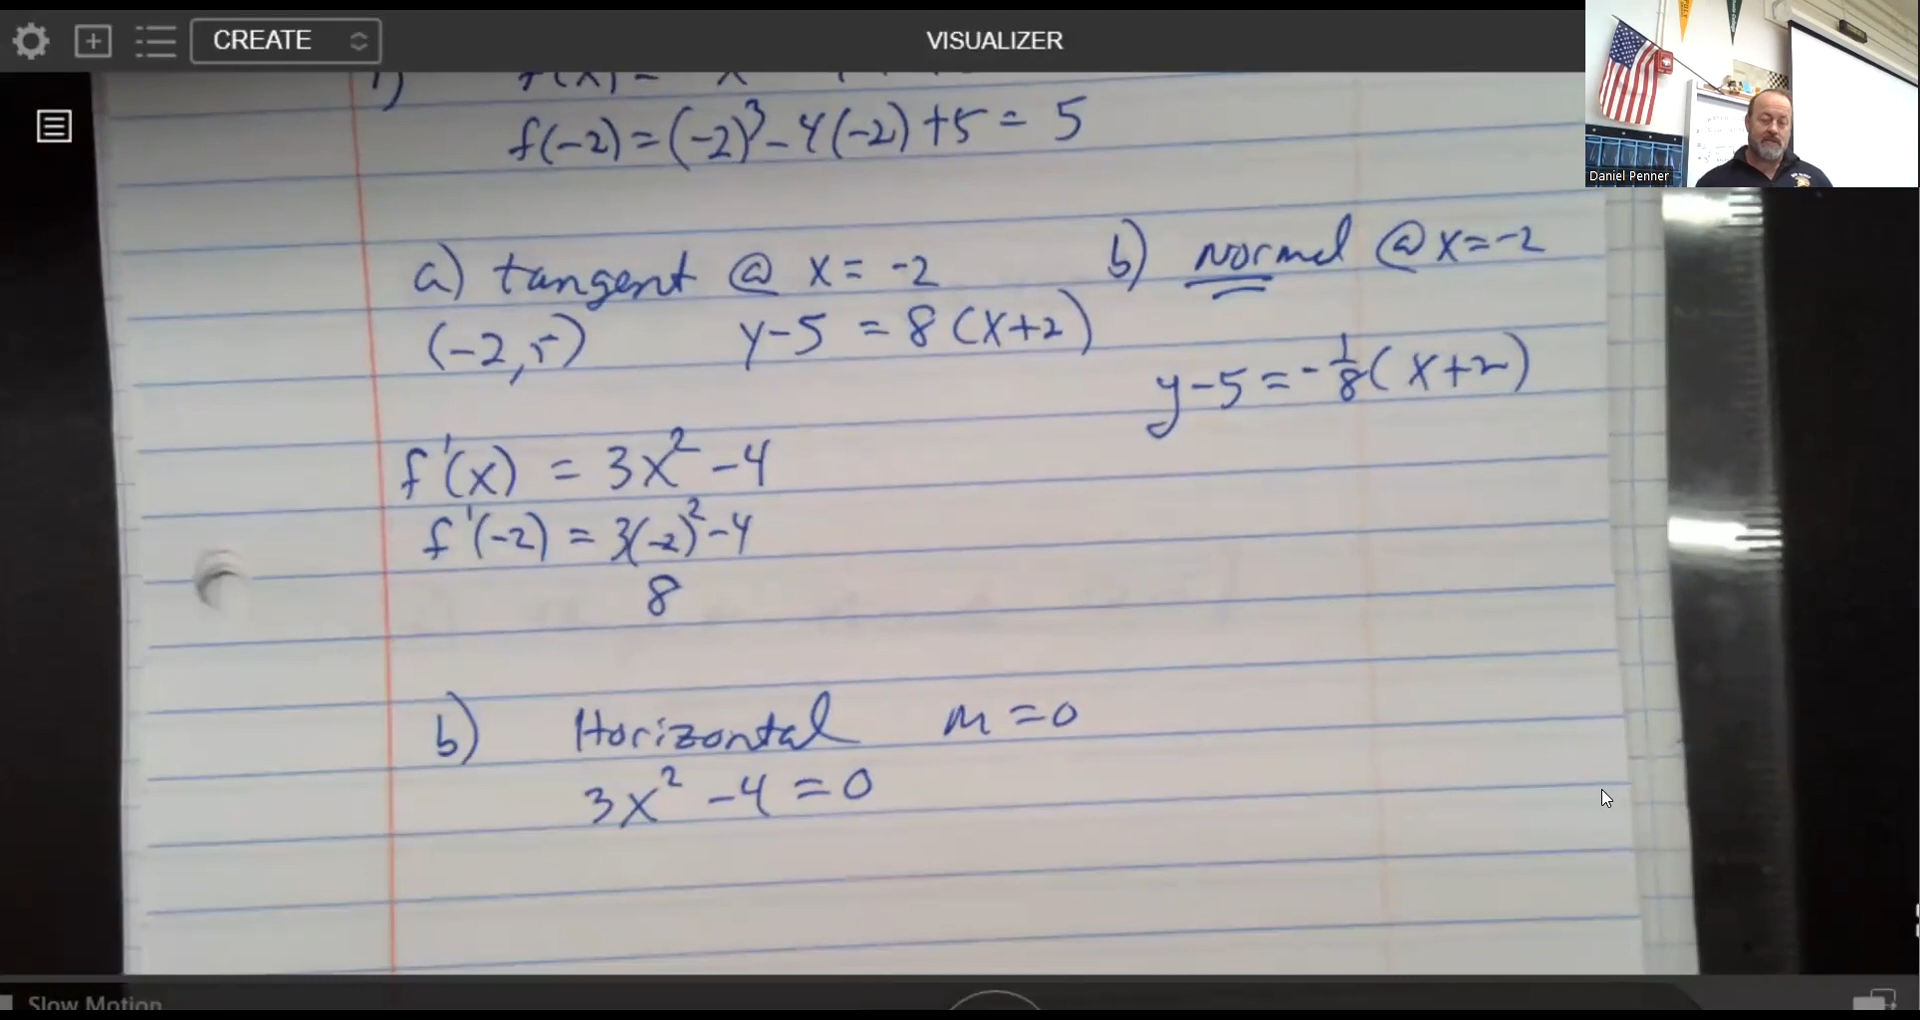 CREATE
VISUALIZER
1) f(x) = x
f(-2) = (-2)³ - 4(-2) + 5 = 5
Daniel Penner
a) tangent @ x = -2
b) normal @ x = -2
(-2, 5) y - 5 = 8(x+2)
y - 5 = -1/8(x+2)
f'(x) = 3x² - 4
f'(-2) = 3(-2)² - 4
8
b) Horizontal m = 0
3x² - 4 = 0
Slow Motion